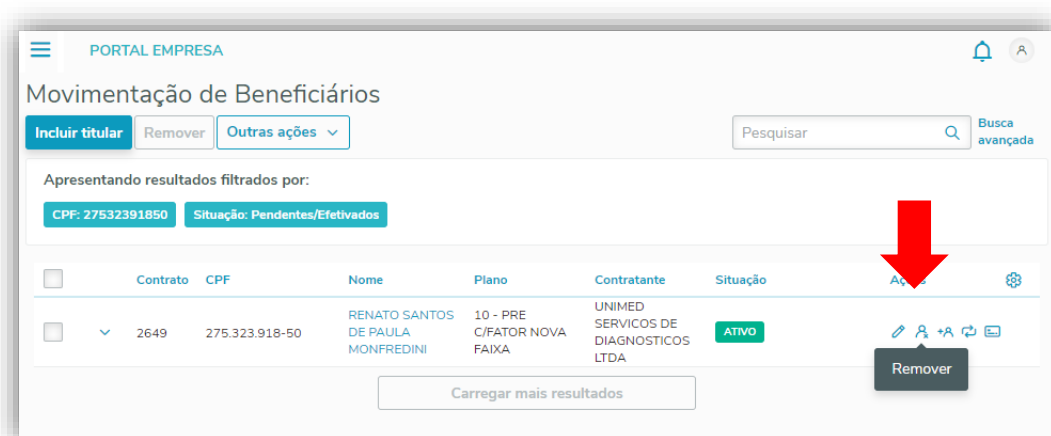 PORTAL EMPRESA
Movimentação de Beneficiários
Incluir titular Remover Outras ações Pesquisar Busca avançada
Apresentando resultados filtrados por:
CPF: 27532391850 Situação: Pendentes/Efetivados
Contrato CPF Nome Plano Contratante Situação
2649 275.323.918-50 RENATO SANTOS DE PAULA MONFREDINI 10 - PRE C/FATOR NOVA FAIXA UNIMED SERVICOS DE DIAGNOSTICOS LTDA ATIVO
Remover
Carregar mais resultados